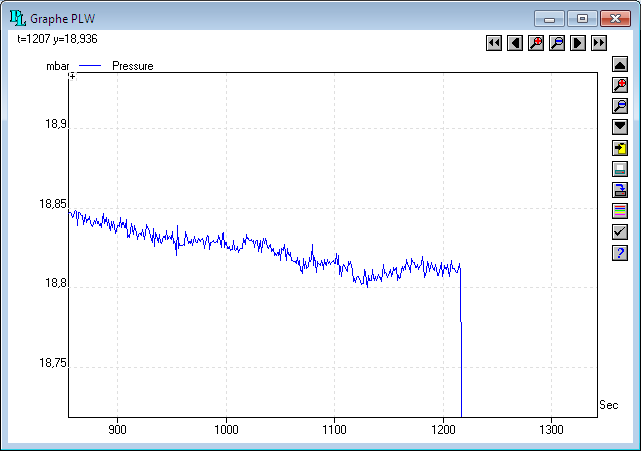 Graphe PLW
t=1207 y=18,936
mbar Pressure
18,9
18,85
18,8
18,75
Sec
900 1000 1100 1200 1300